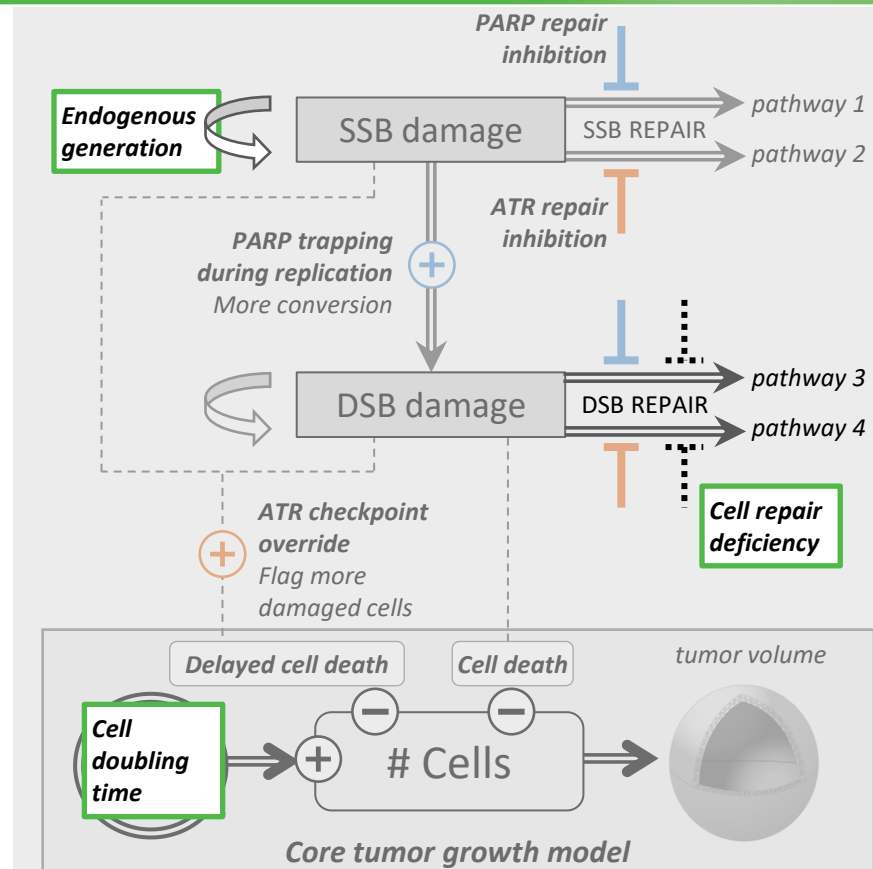 PARP repair
inhibition
Endogenous
generation
SSB damage
SSB REPAIR
pathway 1
pathway 2
ATR repair
inhibition
PARP trapping
during replication
More conversion
+
DSB damage
DSB REPAIR
pathway 3
pathway 4
Cell repair
deficiency
ATR checkpoint
override
Flag more
damaged cells
+
Delayed cell death
Cell death
tumor volume
−
−
Cell
doubling
time
+
# Cells
Core tumor growth model